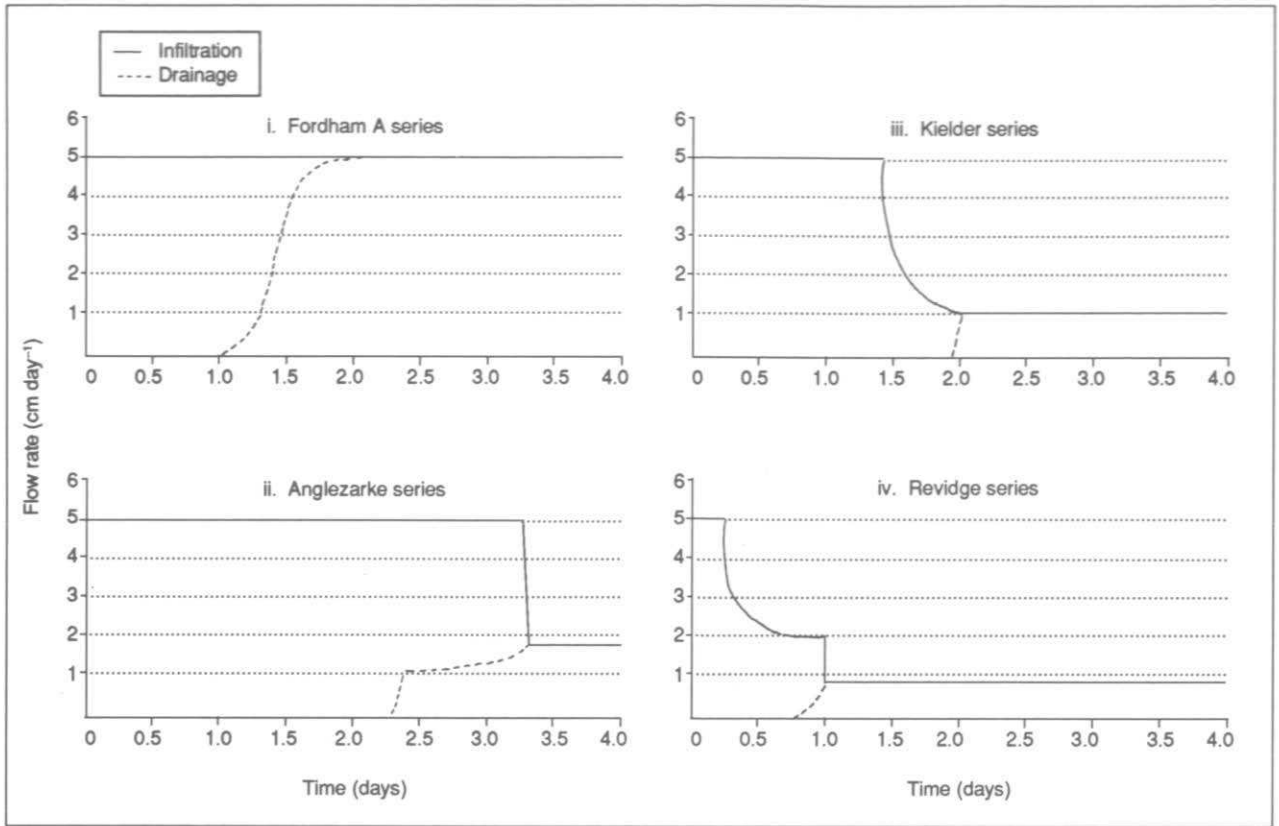 Infiltration
Drainage
i. Fordham A series
6
5
4
3
2
1
0 0.5 1.0 1.5 2.0 2.5 3.0 3.5 4.0
iii. Kielder series
6
5
4
3
2
1
0 0.5 1.0 1.5 2.0 2.5 3.0 3.5 4.0
Flow rate (cm day⁻¹)
ii. Anglezarke series
6
5
4
3
2
1
0 0.5 1.0 1.5 2.0 2.5 3.0 3.5 4.0
Time (days)
iv. Revidge series
6
5
4
3
2
1
0 0.5 1.0 1.5 2.0 2.5 3.0 3.5 4.0
Time (days)